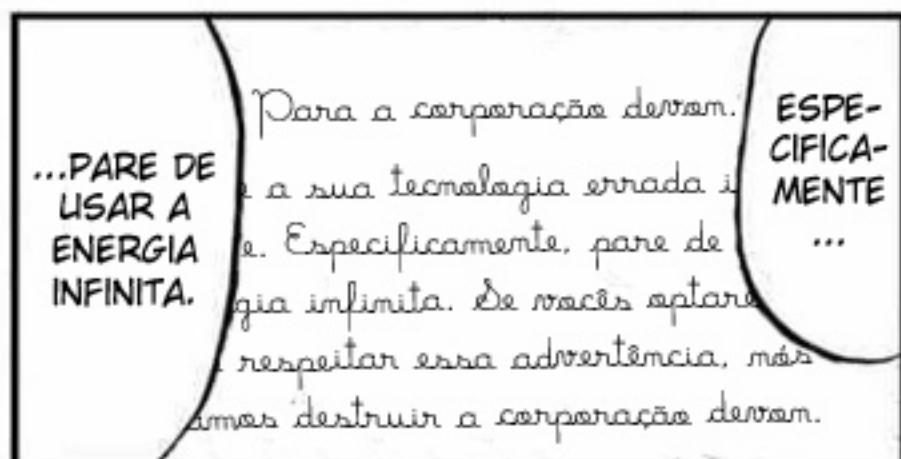 ESPE-
CIFICA-
MENTE
...
Para a corporação devon.
a sua tecnologia errada
Especificamente, pare de
infinita. Se vocês
respeitar essa advertência, nós
destruir a corporação devon.
...PARE DE
USAR A
ENERGIA
INFINITA.